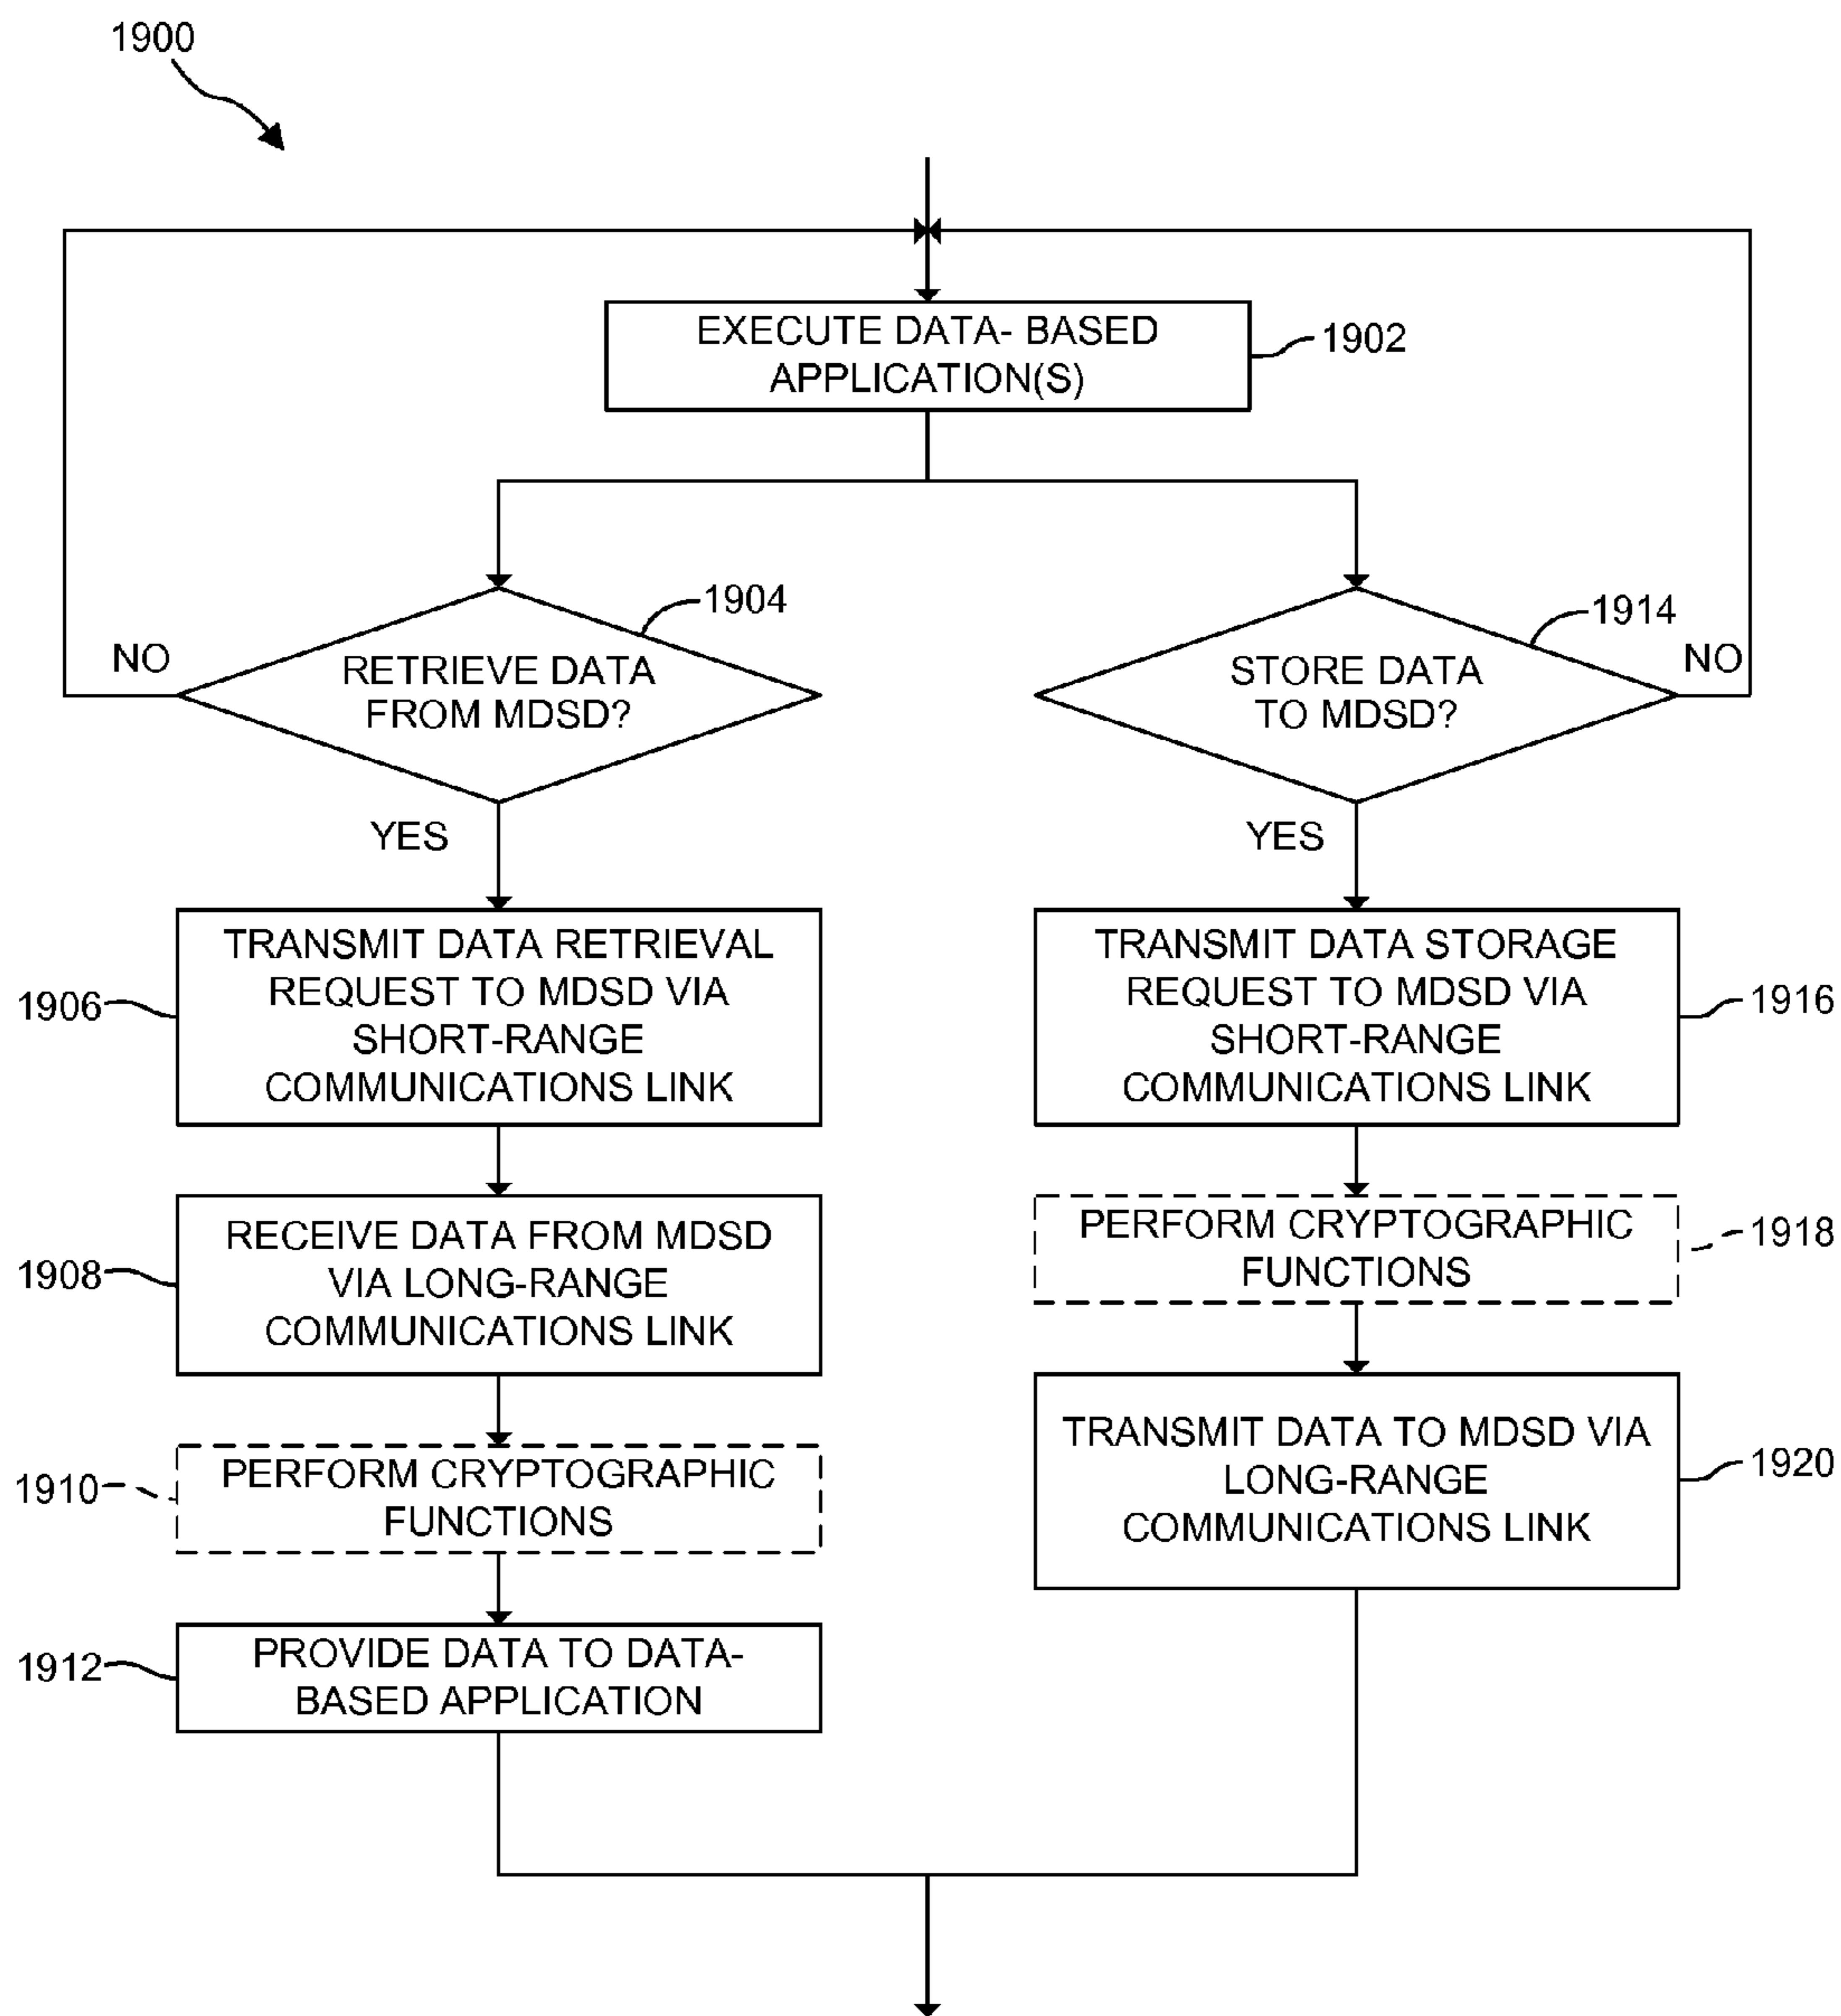 1900
EXECUTE DATA- BASED
APPLICATION(S)
1902
1904
1914
NO
RETRIEVE DATA
FROM MDSD?
STORE DATA
TO MDSD?
NO
YES
YES
TRANSMIT DATA RETRIEVAL
REQUEST TO MDSD VIA
SHORT-RANGE
COMMUNICATIONS LINK
1906
TRANSMIT DATA STORAGE
REQUEST TO MDSD VIA
SHORT-RANGE
COMMUNICATIONS LINK
1916
RECEIVE DATA FROM MDSD
VIA LONG-RANGE
COMMUNICATIONS LINK
1908
PERFORM CRYPTOGRAPHIC
FUNCTIONS
1918
PERFORM CRYPTOGRAPHIC
FUNCTIONS
1910
TRANSMIT DATA TO MDSD VIA
LONG-RANGE
COMMUNICATIONS LINK
1920
PROVIDE DATA TO DATA-
BASED APPLICATION
1912